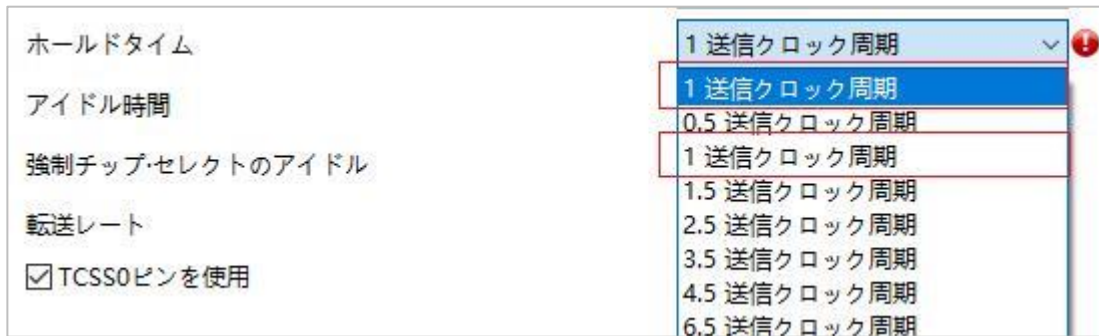 ホールドタイム
1 送信クロック周期
アイドル時間
1 送信クロック周期
0.5 送信クロック周期
強制チップ·セレクトのアイドル
1 送信クロック周期
1.5 送信クロック周期
転送レート
2.5 送信クロック周期
3.5 送信クロック周期
TCSS0ピンを使用
4.5 送信クロック周期
6.5 送信クロック周期